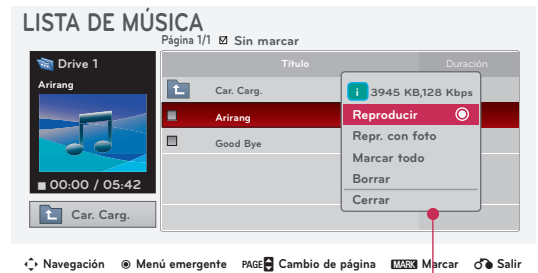 LISTA DE MÚSICA
Página 1/1 ☑ Sin marcar
Drive 1
Arirang
00:00 / 05:42
Car. Carg.
Título Duración
Car. Carg.
Arirang
Good Bye
i 3945 KB,128 Kbps
Reproducir
Repr. con foto
Marcar todo
Borrar
Cerrar
Navegación Menú emergente PAGE Cambio de página MARK Marcar Salir